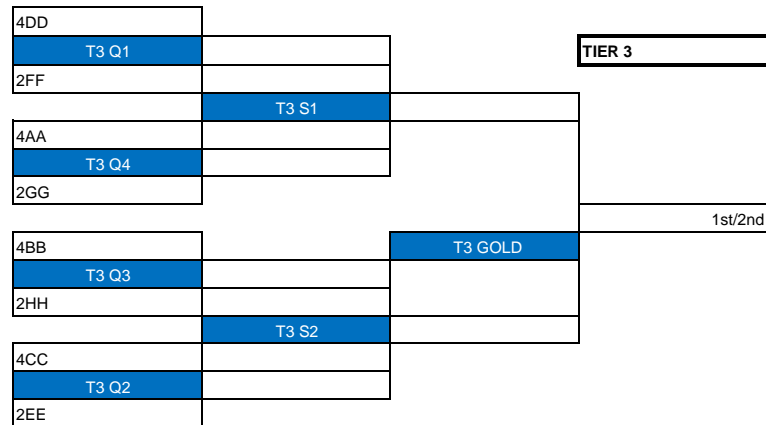 4DD
T3 Q1
TIER 3
2FF
T3 S1
4AA
T3 Q4
2GG
1st/2nd
4BB
T3 GOLD
T3 Q3
2HH
T3 S2
4CC
T3 Q2
2EE